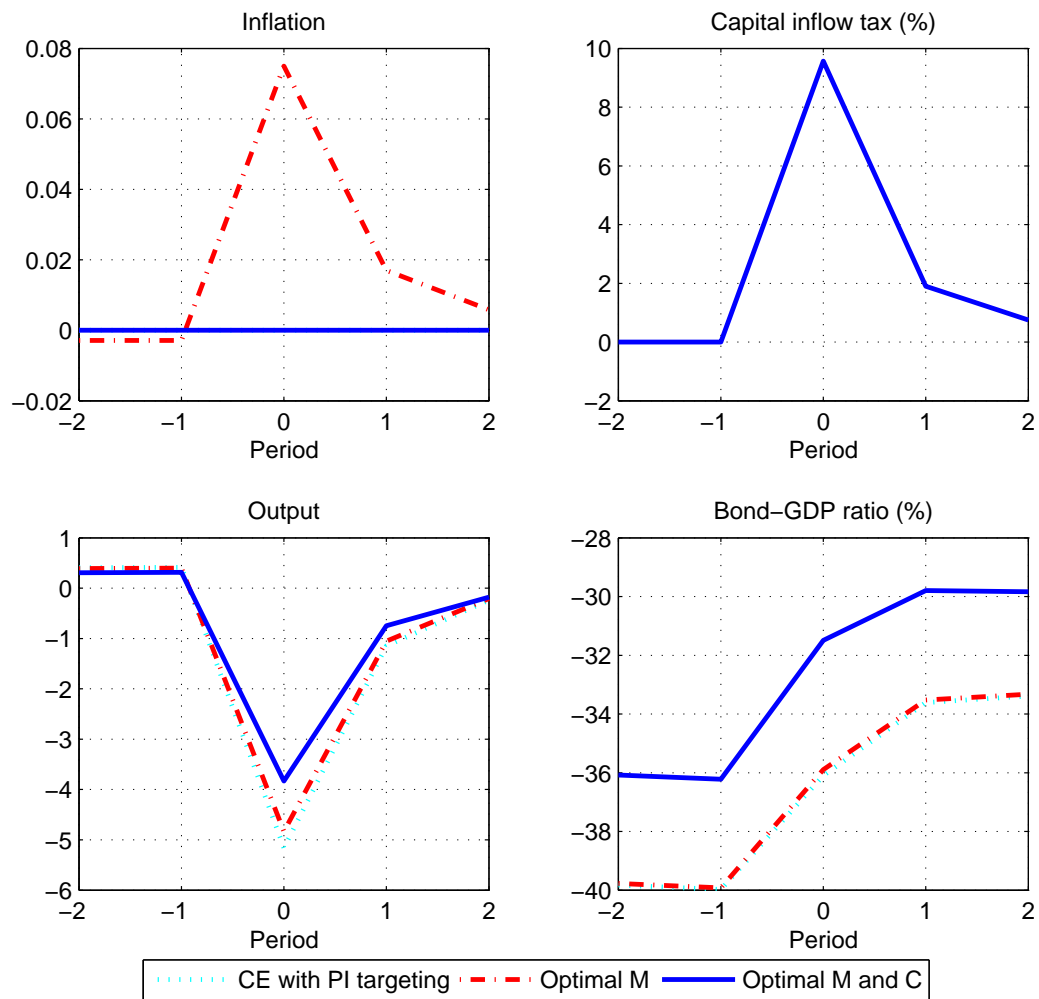 Inflation
0.08
0.06
0.04
0.02
0
−0.02
−2 −1 0 1 2
Period
Capital inflow tax (%)
10
8
6
4
2
0
−2
−2 −1 0 1 2
Period
Output
1
0
−1
−2
−3
−4
−5
−6
−2 −1 0 1 2
Period
Bond−GDP ratio (%)
−28
−30
−32
−34
−36
−38
−40
−2 −1 0 1 2
Period
CE with PI targeting Optimal M Optimal M and C